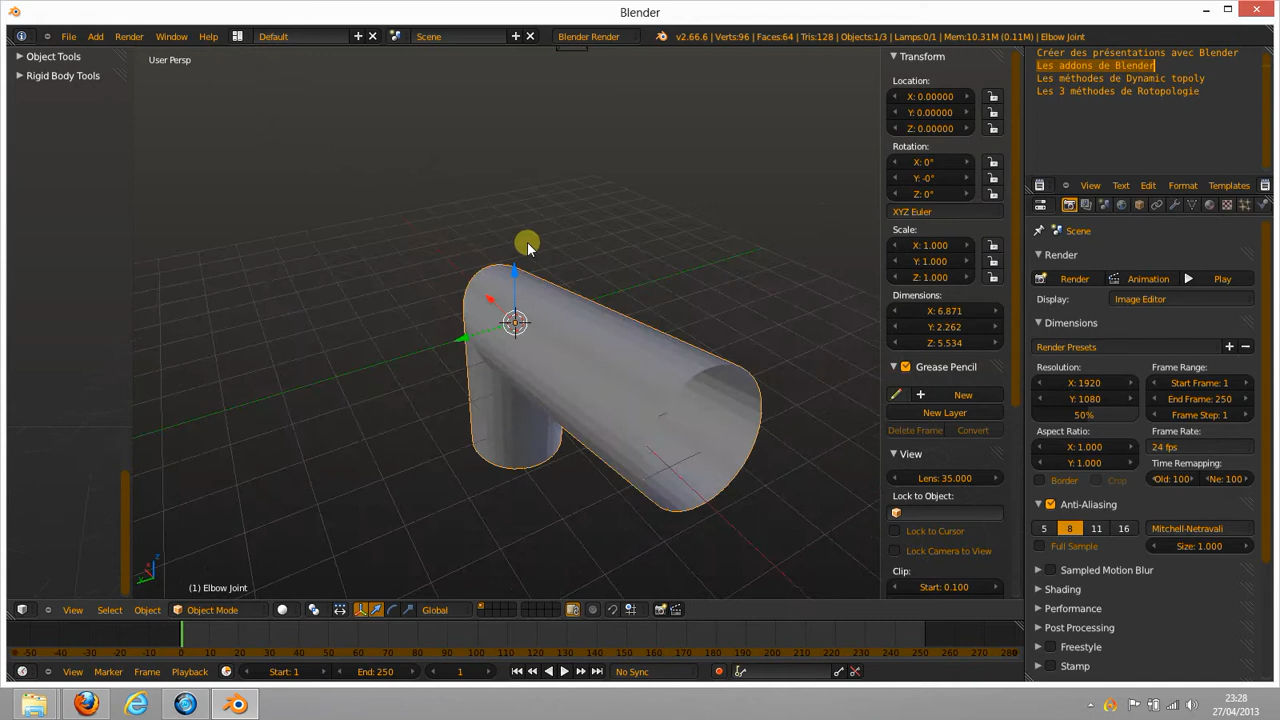 Blender
File Add Render Window Help Default Scene Blender Render v2.66.6 | Verts:96 | Faces:64 | Tris:128 | Objects:1/3 | Lamps:0/1 | Mem:10.31M (0.11M) | Elbow Joint
Object Tools
Rigid Body Tools
User Persp
(1) Elbow Joint
Transform
Location:
X: 0.00000
Y: 0.00000
Z: 0.00000
Rotation:
X: 0°
Y: -0°
Z: 0°
XYZ Euler
Scale:
X: 1.000
Y: 1.000
Z: 1.000
Dimensions:
X: 6.871
Y: 2.262
Z: 5.534
Grease Pencil
New
New Layer
Delete Frame Convert
View
Lens: 35.000
Lock to Object:
Lock to Cursor
Lock Camera to View
Clip:
Start: 0.100
Créer des présentations avec Blender
Les addons de Blender
Les méthodes de Dynamic topoly
Les 3 méthodes de Rotopologie
View Text Edit Format Templates
Scene
Render
Render Animation Play
Display: Image Editor
Dimensions
Render Presets
Resolution: Frame Range:
X: 1920 Start Frame: 1
Y: 1080 End Frame: 250
50% Frame Step: 1
Aspect Ratio: Frame Rate:
X: 1.000 24 fps
Y: 1.000 Time Remapping:
Border Crop Old: 100 Ne: 100
Anti-Aliasing
5 8 11 16 Mitchell-Netravali
Full Sample Size: 1.000
Sampled Motion Blur
Shading
Performance
Post Processing
Freestyle
Stamp
View Select Object Object Mode Global
-50 -40 -30 -20 -10 0 10 20 30 40 50 60 70 80 90 100 110 120 130 140 150 160 170 180 190 200 210 220 230 240 250 260 270 280
View Marker Frame Playback Start: 1 End: 250 1 No Sync
23:28
27/04/2013